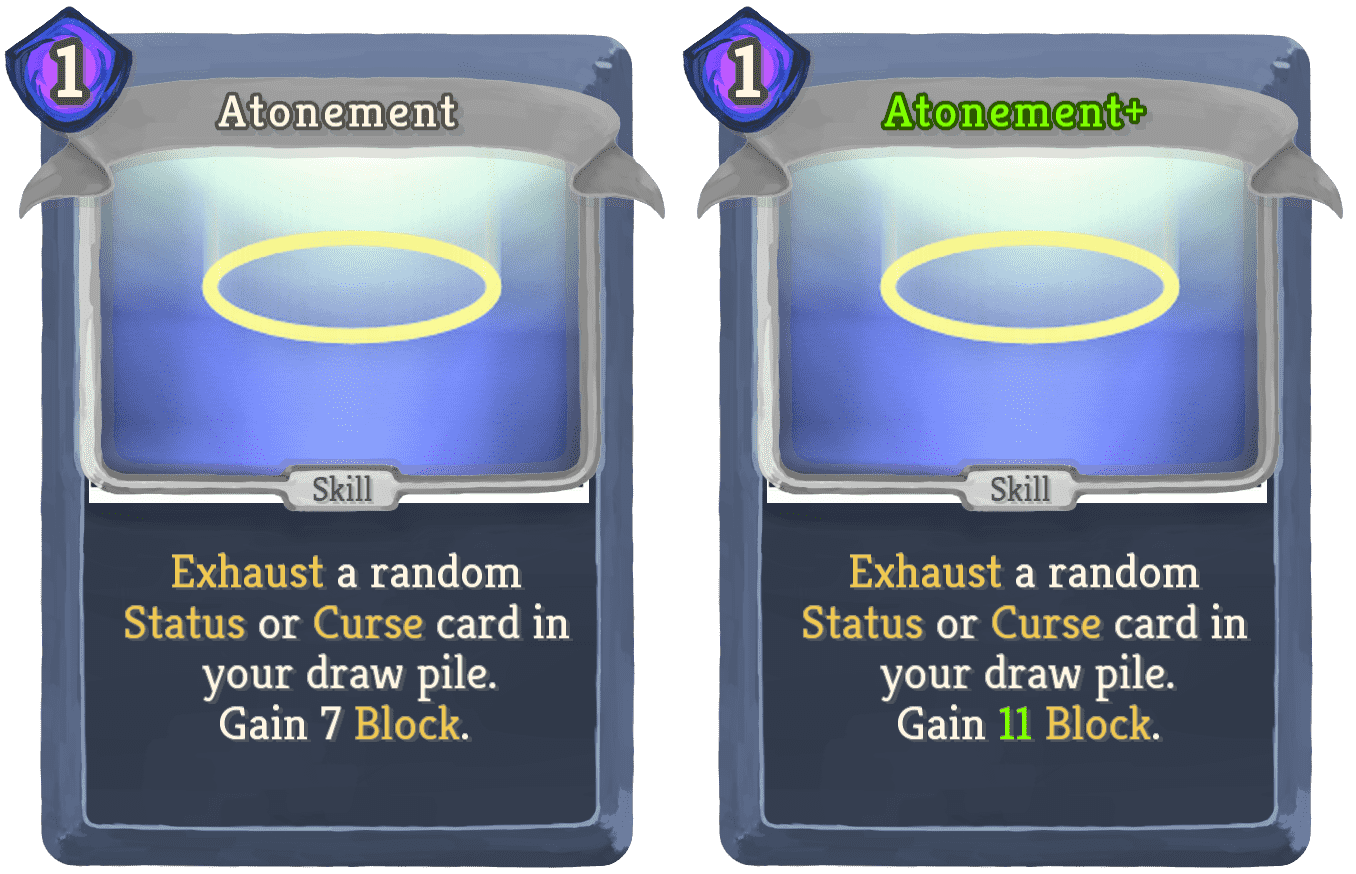 1
Atonement
Skill
Exhaust a random
Status or Curse card in
your draw pile.
Gain 7 Block.
1
Atonement+
Skill
Exhaust a random
Status or Curse card in
your draw pile.
Gain 11 Block.